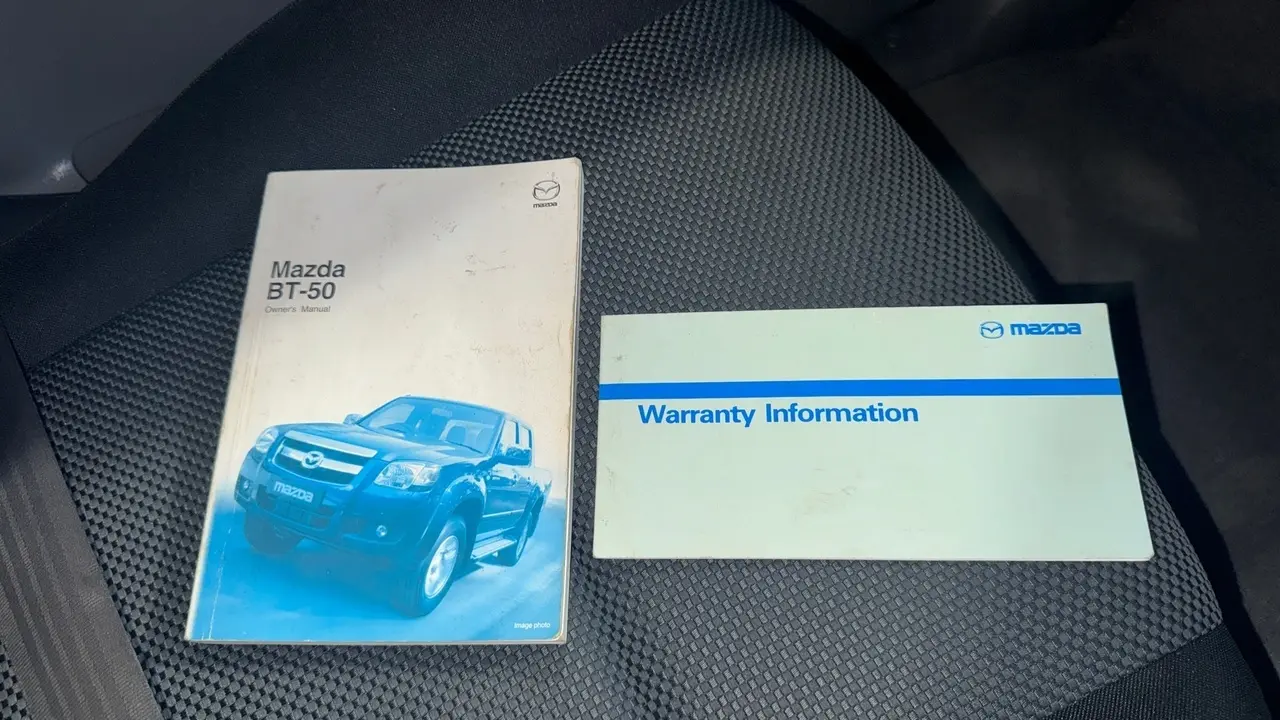 mazda
Mazda
BT-50
Owner's Manual
mazda
Image photo
mazda
Warranty Information